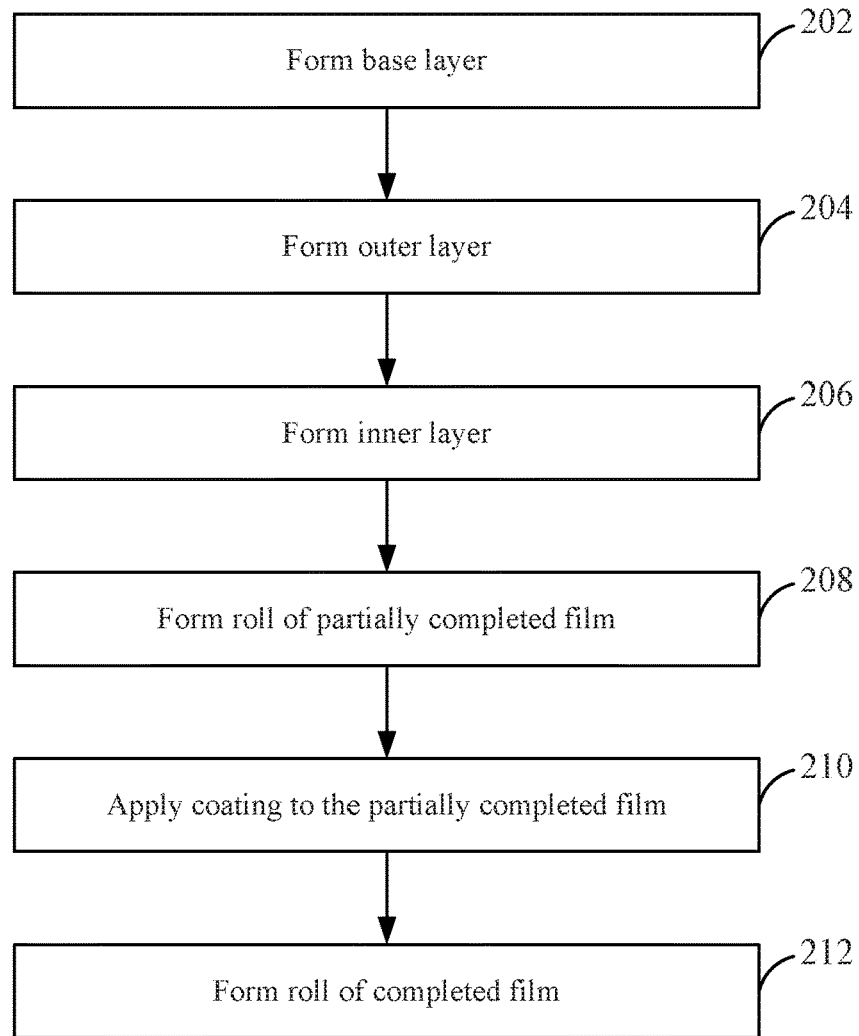 202
Form base layer
204
Form outer layer
206
Form inner layer
208
Form roll of partially completed film
210
Apply coating to the partially completed film
212
Form roll of completed film